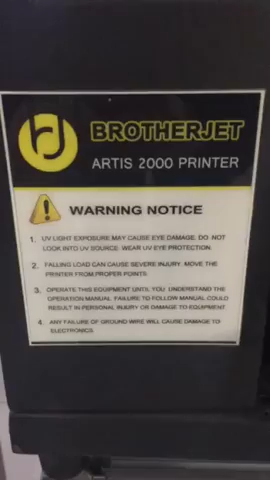 BROTHERJET
ARTIS 2000 PRINTER
WARNING NOTICE
1. UV LIGHT EXPOSURE MAY CAUSE EYE DAMAGE. DO NOT
LOOK INTO UV SOURCE. WEAR UV EYE PROTECTION.
2. FALLING LOAD CAN CAUSE SEVERE INJURY. MOVE THE
PRINTER FROM PROPER POINTS.
3. OPERATE THIS EQUIPMENT UNTIL YOU UNDERSTAND THE
OPERATION MANUAL. FAILURE TO FOLLOW MANUAL COULD
RESULT IN PERSONAL INJURY OR DAMAGE TO EQUIPMENT.
4. ANY FAILURE OF GROUND WIRE WILL CAUSE DAMAGE TO
ELECTRONICS.